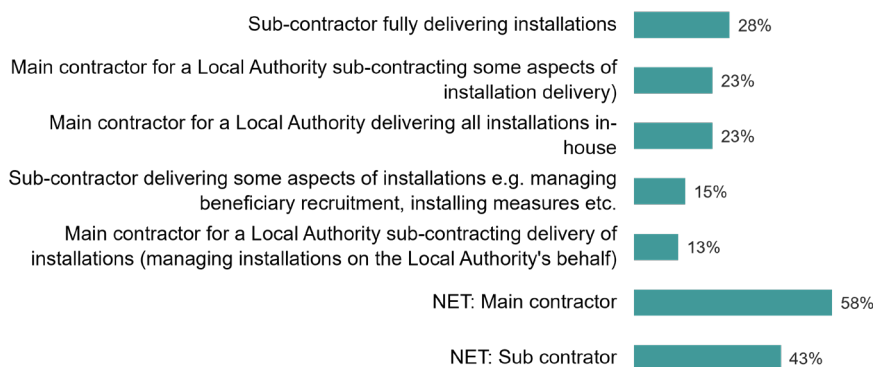 Sub-contractor fully delivering installations
28%
Main contractor for a Local Authority sub-contracting some aspects of
installation delivery)
23%
Main contractor for a Local Authority delivering all installations in-
house
23%
Sub-contractor delivering some aspects of installations e.g. managing
beneficiary recruitment, installing measures etc.
15%
Main contractor for a Local Authority sub-contracting delivery of
installations (managing installations on the Local Authority's behalf)
13%
NET: Main contractor
58%
NET: Sub contrator
43%